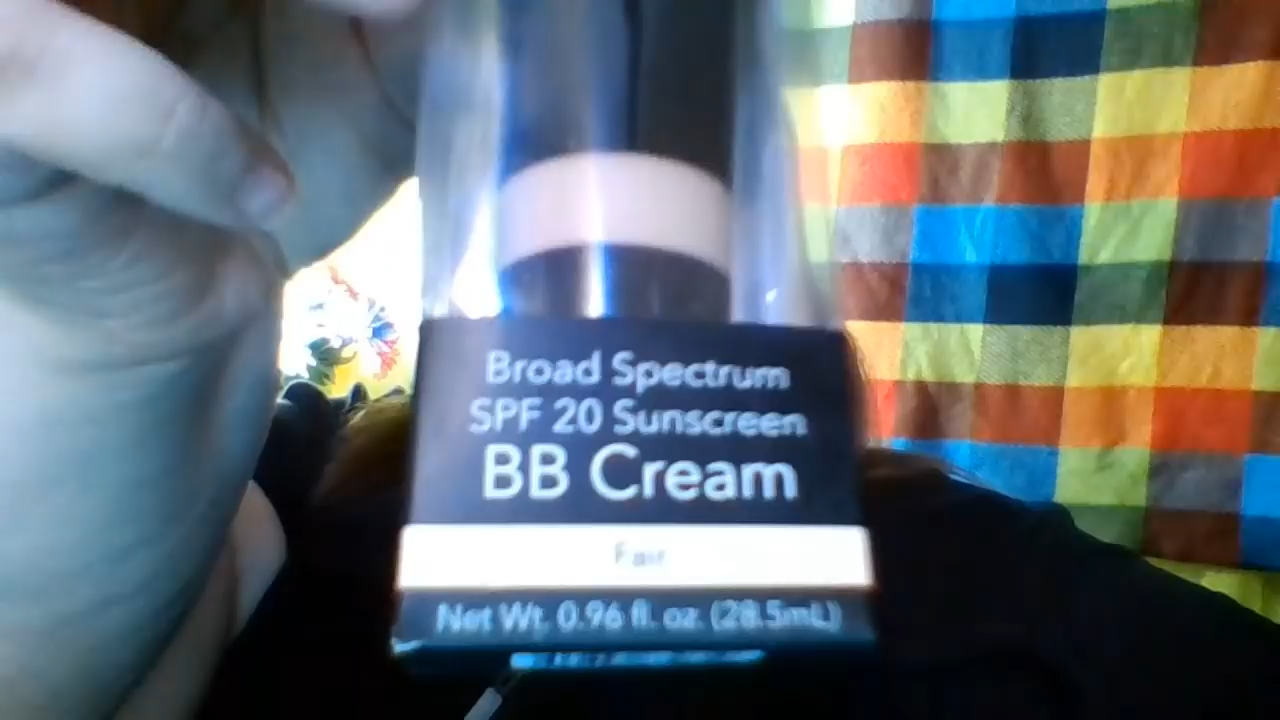 Broad Spectrum
SPF 20 Sunscreen
BB Cream
Fair
Net Wt. 0.96 fl. oz. (28.5mL)